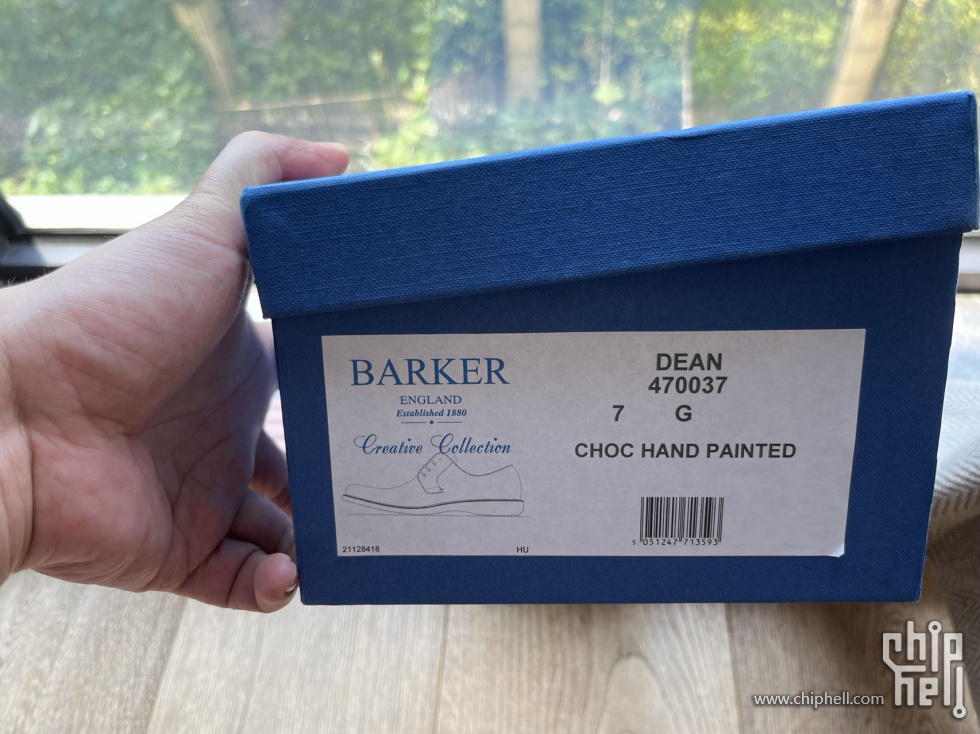 BARKER
ENGLAND
Established 1880
Creative Collection
21128418
HU
DEAN
470037
7 G
CHOC HAND PAINTED
5 051247 713593
www.chiphell.com
chip
hell